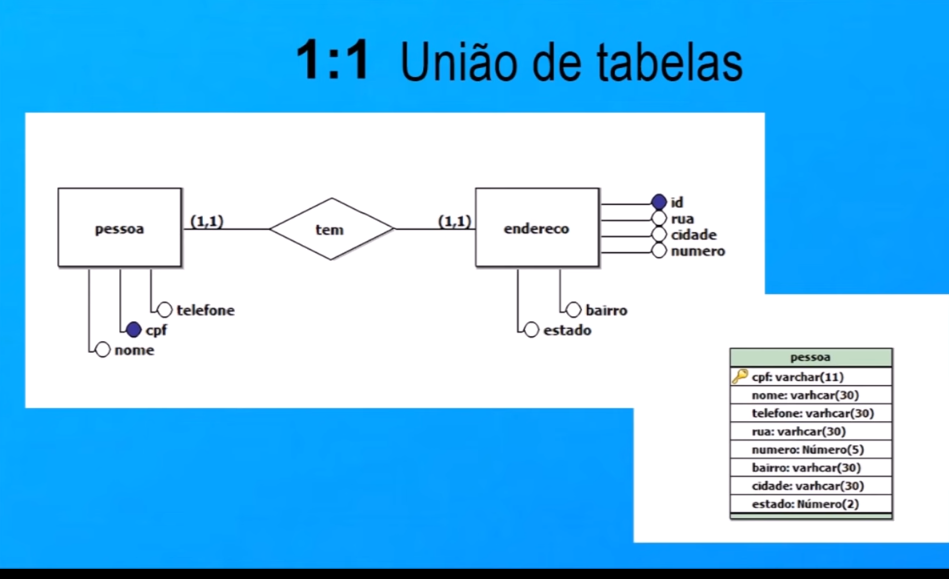 1:1 União de tabelas
pessoa
(1,1)
tem
(1,1)
endereco
id
rua
cidade
numero
telefone
cpf
nome
bairro
estado
pessoa
cpf: varchar(11)
nome: varhcar(30)
telefone: varhcar(30)
rua: varhcar(30)
numero: Número(5)
bairro: varhcar(30)
cidade: varhcar(30)
estado: Número(2)